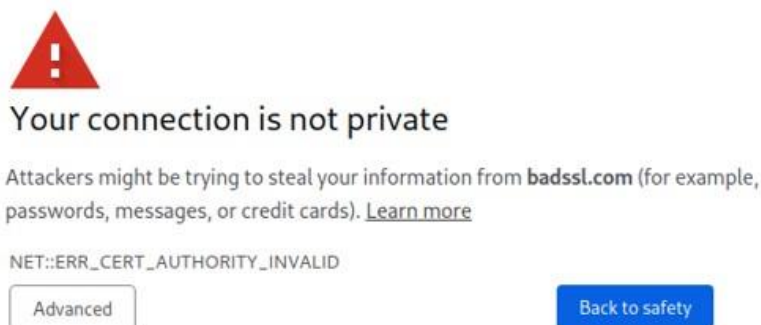 Your connection is not private
Attackers might be trying to steal your information from badssl.com (for example,
passwords, messages, or credit cards). Learn more
NET::ERR_CERT_AUTHORITY_INVALID
Advanced
Back to safety